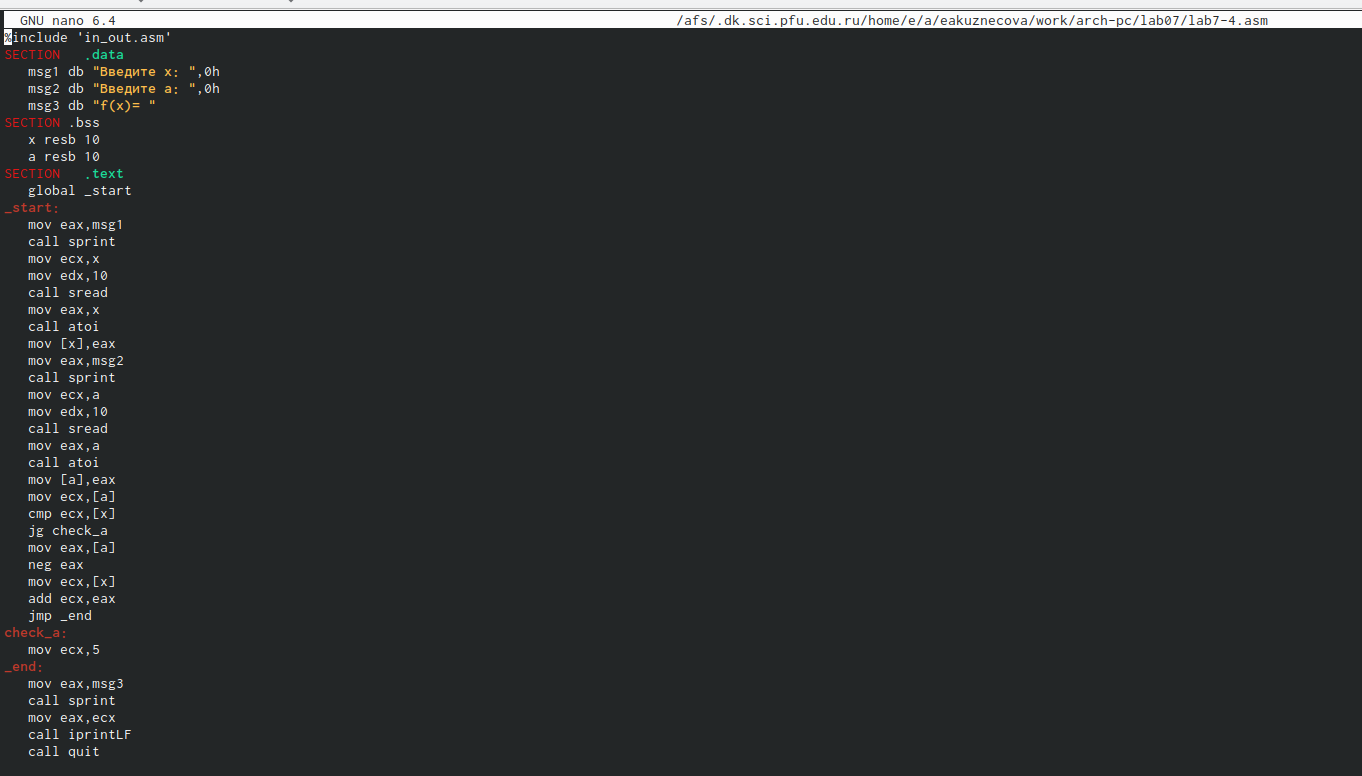 GNU nano 6.4 /afs/.dk.sci.pfu.edu.ru/home/e/a/eakuznecova/work/arch-pc/lab07/lab7-4.asm
%include 'in_out.asm'
SECTION .data
msg1 db "Введите x: ",0h
msg2 db "Введите a: ",0h
msg3 db "f(x)= "
SECTION .bss
x resb 10
a resb 10
SECTION .text
global _start
_start:
mov eax,msg1
call sprint
mov ecx,x
mov edx,10
call sread
mov eax,x
call atoi
mov [x],eax
mov eax,msg2
call sprint
mov ecx,a
mov edx,10
call sread
mov eax,a
call atoi
mov [a],eax
mov ecx,[a]
cmp ecx,[x]
jg check_a
mov eax,[a]
neg eax
mov ecx,[x]
add ecx,eax
jmp _end
check_a:
mov ecx,5
_end:
mov eax,msg3
call sprint
mov eax,ecx
call iprintLF
call quit